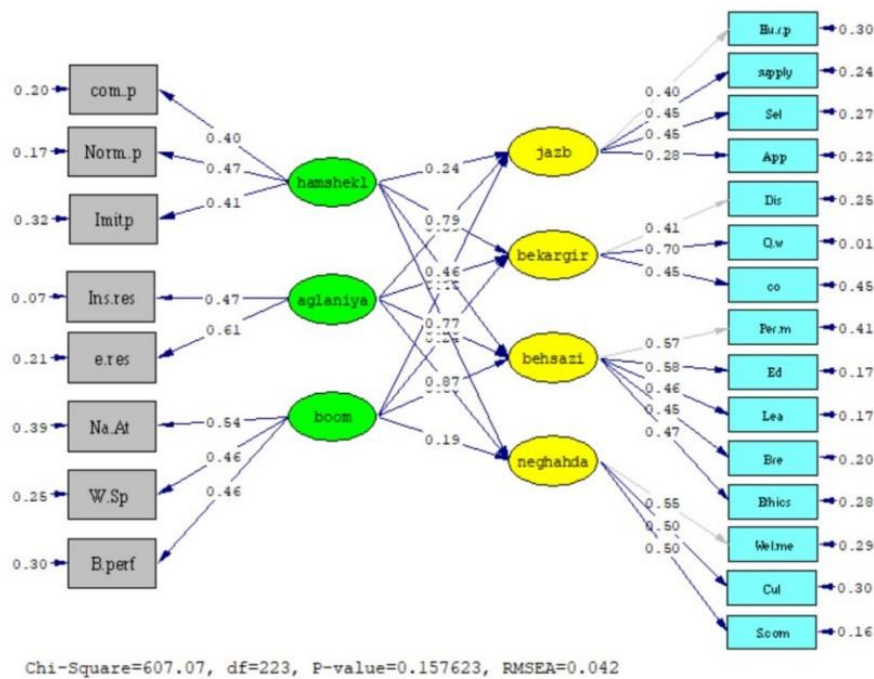 0.20 com.p
0.17 Norm.p
0.32 Imitp
0.07 Ins.res
0.21 e.res
0.39 Na.At
0.25 W.Sp
0.30 B.perf
0.40
0.47
0.41
0.47
0.61
0.54
0.46
0.46
hamshekl
aglaniya
boom
0.24
0.79
0.46
0.77
0.87
0.19
jazb
bekargir
behsazi
neghahda
0.40
0.45
0.45
0.28
0.41
0.70
0.45
0.57
0.58
0.46
0.45
0.47
0.55
0.50
0.50
Hu.r.p 0.30
supply 0.24
Sel 0.27
App 0.22
Dis 0.25
Q.w 0.01
co 0.45
Per.m 0.41
Ed 0.17
Lea 0.17
Bre 0.20
Ethics 0.28
Wel.me 0.29
Cul 0.30
S.com 0.16
Chi-Square=607.07, df=223, P-value=0.157623, RMSEA=0.042